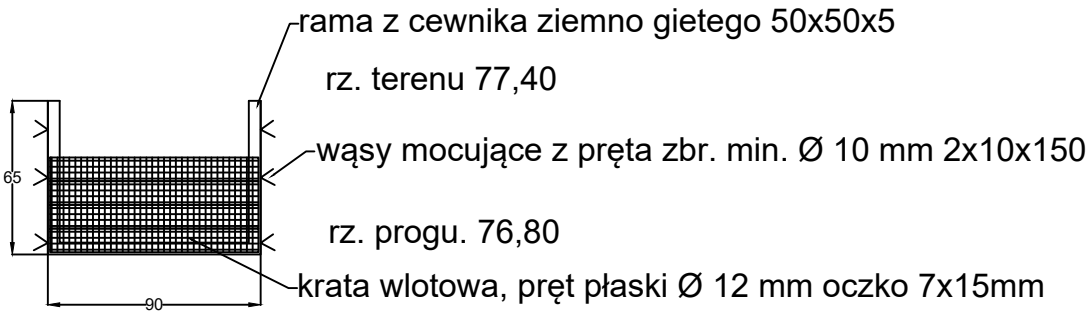 rama z cewnika ziemno gietego 50x50x5
rz. terenu 77,40
wąsy mocujące z pręta zbr. min. Ø 10 mm 2x10x150
65
rz. progu. 76,80
krata wlotowa, pręt płaski Ø 12 mm oczko 7x15mm
90